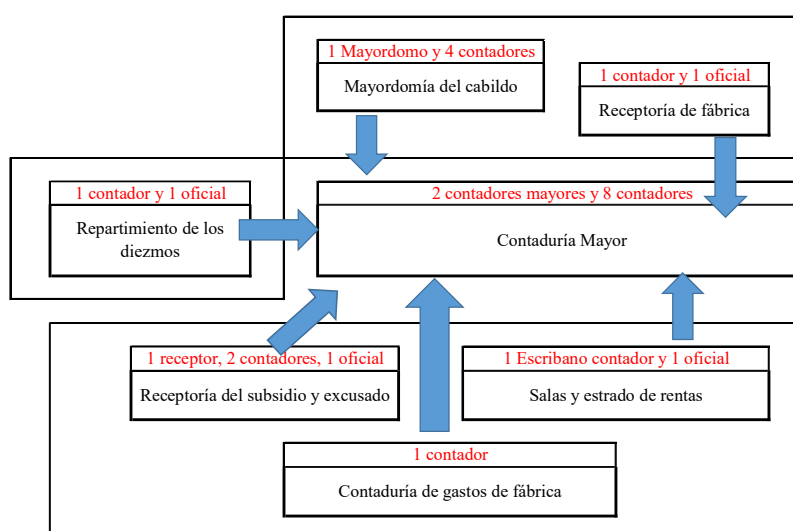 1 Mayordomo y 4 contadores
Mayordomía del cabildo
1 contador y 1 oficial
Receptoría de fábrica
1 contador y 1 oficial
Repartimiento de los
diezmos
2 contadores mayores y 8 contadores
Contaduría Mayor
1 receptor, 2 contadores, 1 oficial
Receptoría del subsidio y excusado
1 Escribano contador y 1 oficial
Salas y estrado de rentas
1 contador
Contaduría de gastos de fábrica